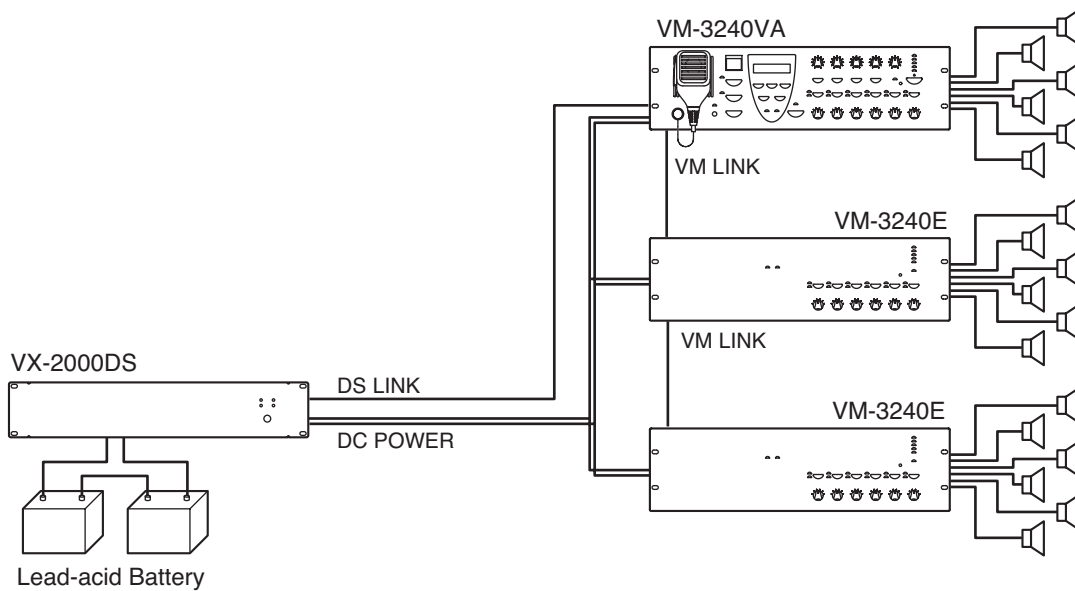 VM-3240VA
VM LINK
VM-3240E
VM LINK
VX-2000DS
DS LINK
DC POWER
VM-3240E
Lead-acid Battery